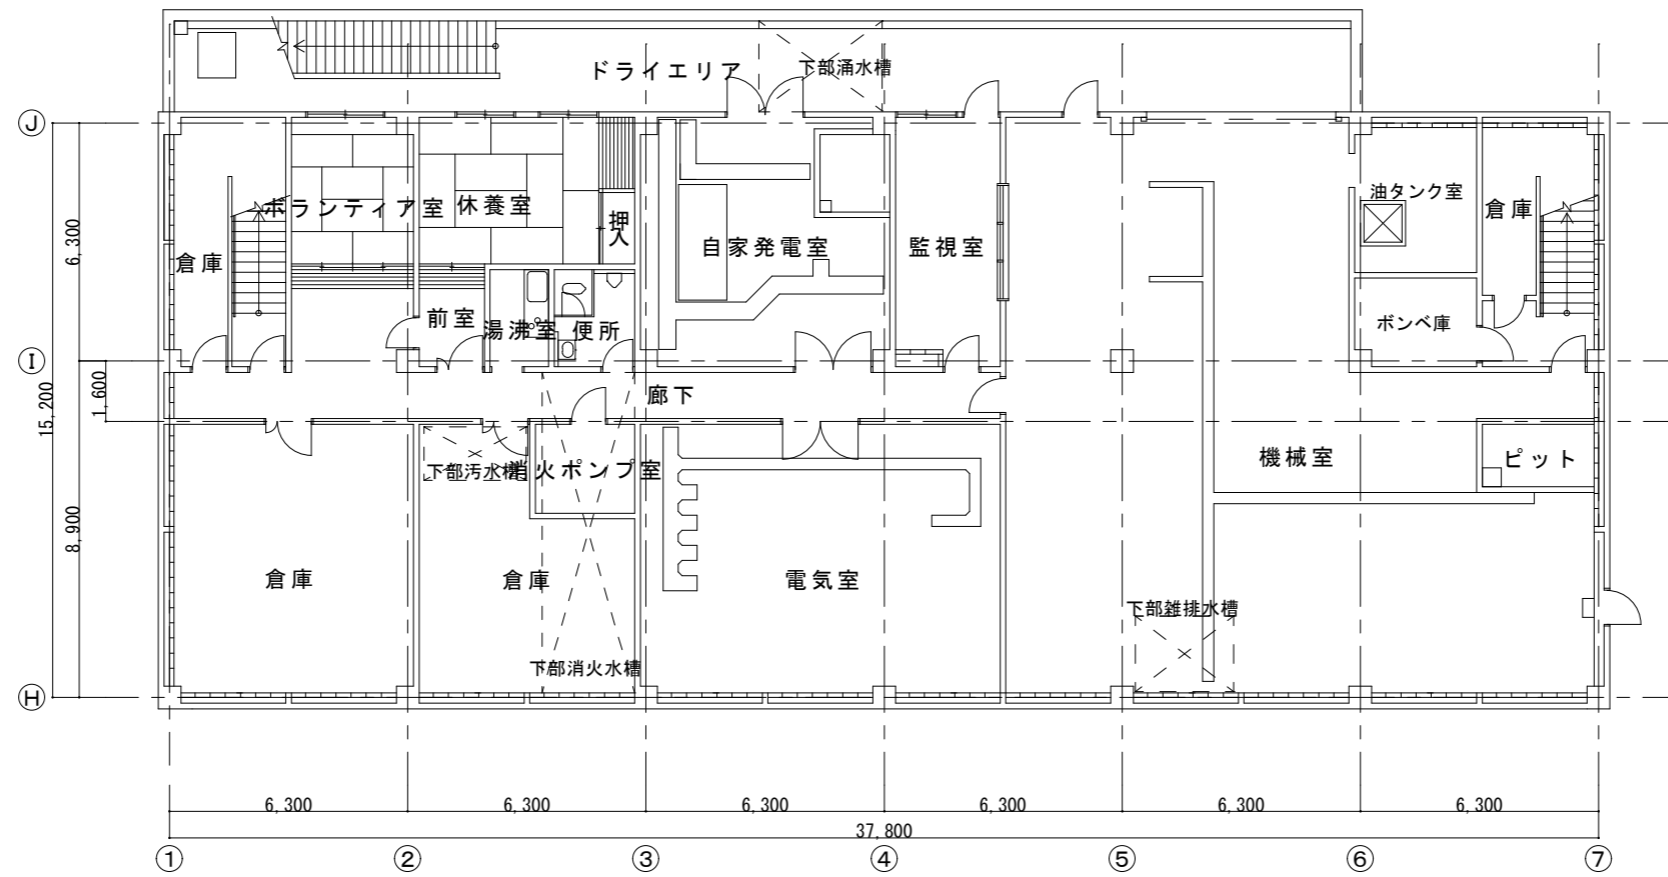 ドライエリア
下部涌水槽
Ⓙ
6,300
ボランティア室
休養室
押入
倉庫
自家発電室
監視室
油タンク室
倉庫
前室
湯沸室
便所
ボンベ庫
Ⓘ
15,200
1,600
廊下
8,900
下部汚水槽
消火ポンプ室
機械室
ピット
倉庫
倉庫
電気室
下部雑排水槽
下部消火水槽
Ⓗ
6,300 6,300 6,300 6,300 6,300 6,300
37,800
① ② ③ ④ ⑤ ⑥ ⑦